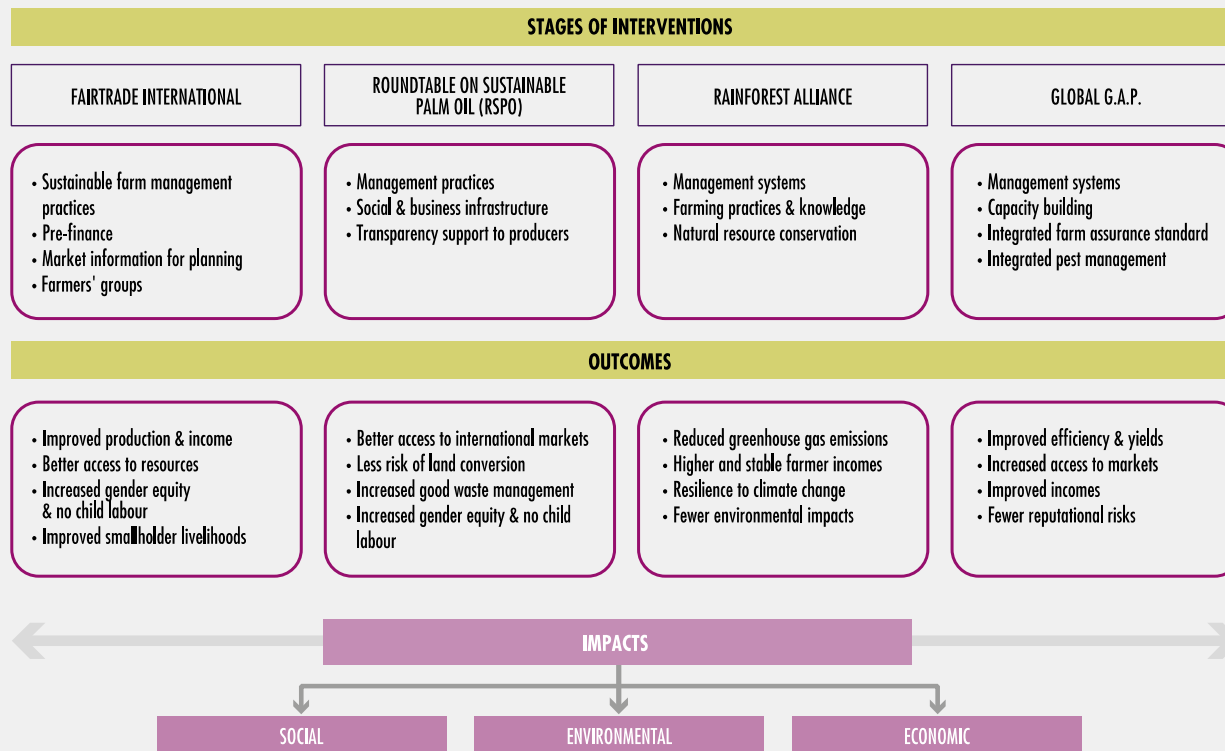 STAGES OF INTERVENTIONS
FAIRTRADE INTERNATIONAL
ROUNDTABLE ON SUSTAINABLE
PALM OIL (RSPO)
RAINFOREST ALLIANCE
GLOBAL G.A.P.
• Sustainable farm management
practices
• Pre-finance
• Market information for planning
• Farmers' groups
• Management practices
• Social & business infrastructure
• Transparency support to producers
• Management systems
• Farming practices & knowledge
• Natural resource conservation
• Management systems
• Capacity building
• Integrated farm assurance standard
• Integrated pest management
OUTCOMES
• Improved production & income
• Better access to resources
• Increased gender equity
& no child labour
• Improved smallholder livelihoods
• Better access to international markets
• Less risk of land conversion
• Increased good waste management
• Increased gender equity & no child
labour
• Reduced greenhouse gas emissions
• Higher and stable farmer incomes
• Resilience to climate change
• Fewer environmental impacts
• Improved efficiency & yields
• Increased access to markets
• Improved incomes
• Fewer reputational risks
IMPACTS
SOCIAL
ENVIRONMENTAL
ECONOMIC